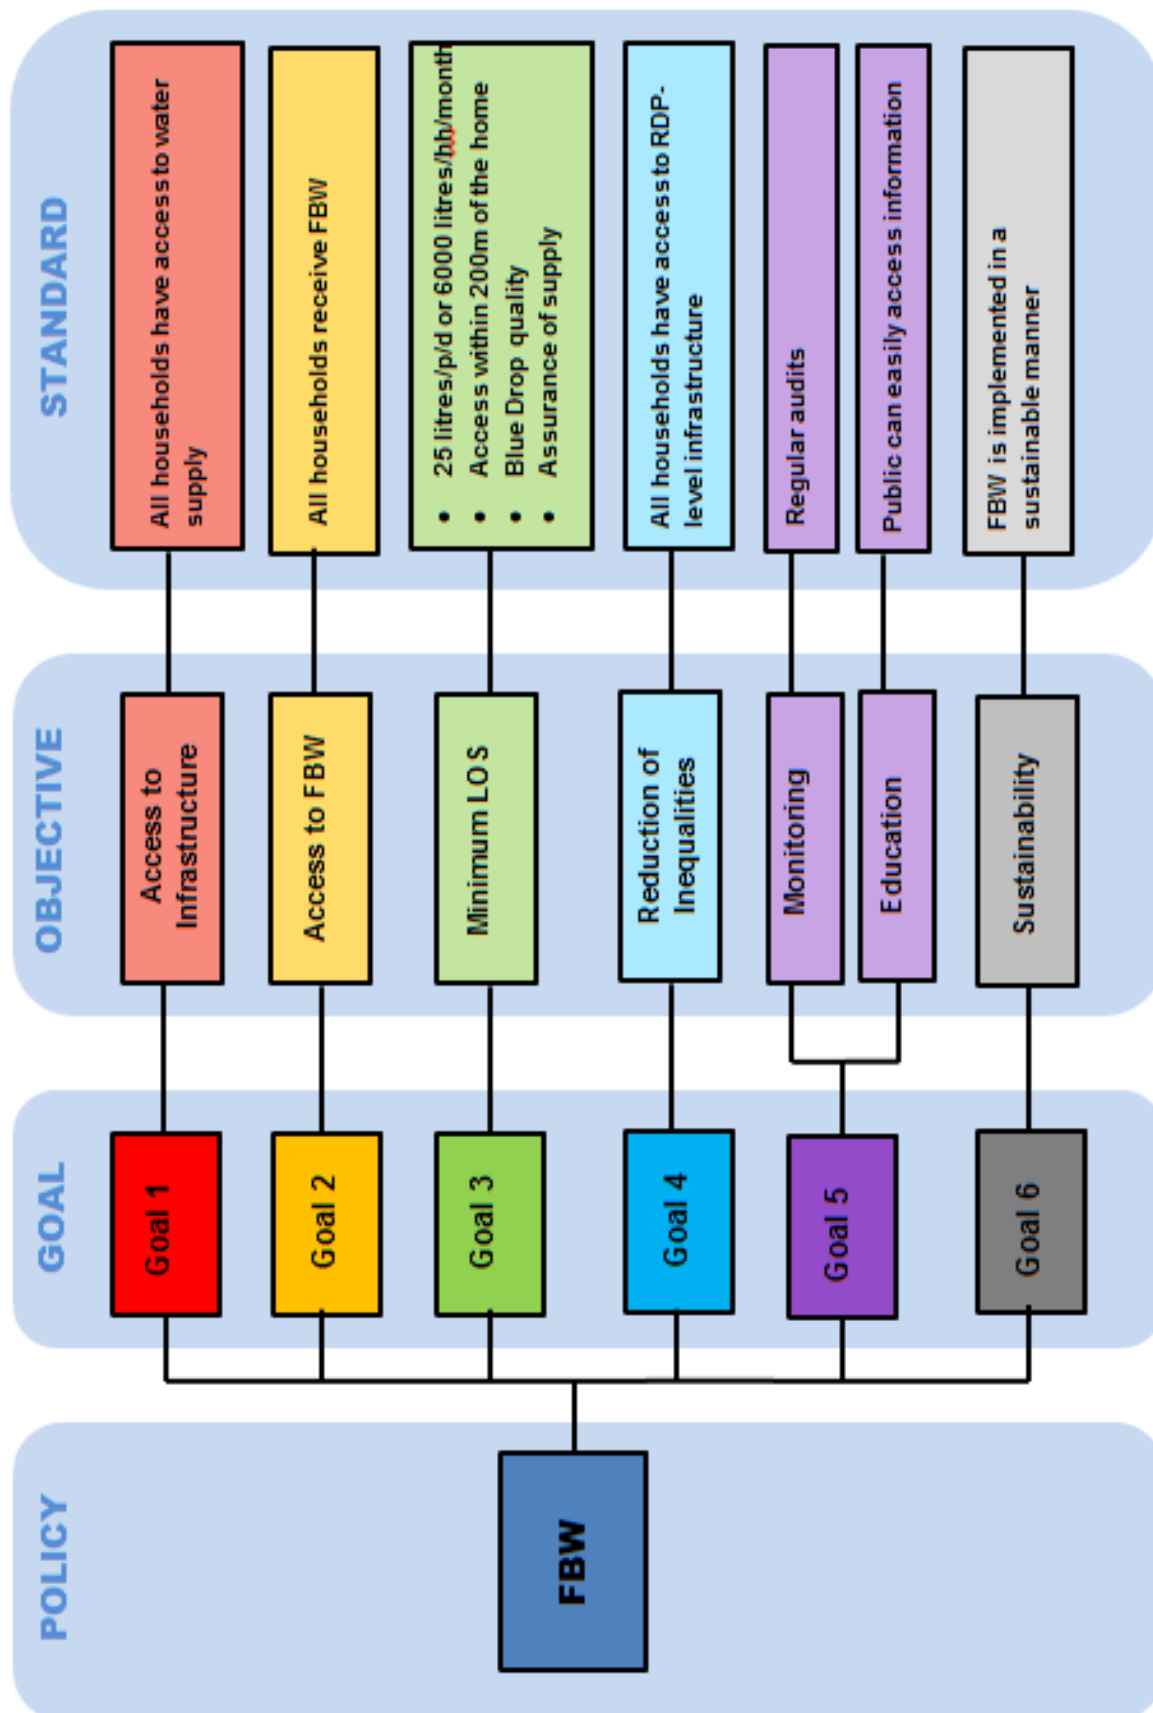 POLICY
GOAL
OBJECTIVE
STANDARD
FBW
Goal 1
Access to
Infrastructure
All households have access to water
supply
Goal 2
Access to FBW
All households receive FBW
Goal 3
Minimum LOS
• 25 litres/p/d or 6000 litres/hh/month
• Access within 200m of the home
• Blue Drop quality
• Assurance of supply
Goal 4
Reduction of
Inequalities
All households have access to RDP-
level infrastructure
Goal 5
Monitoring
Regular audits
Education
Public can easily access information
Goal 6
Sustainability
FBW is implemented in a
sustainable manner